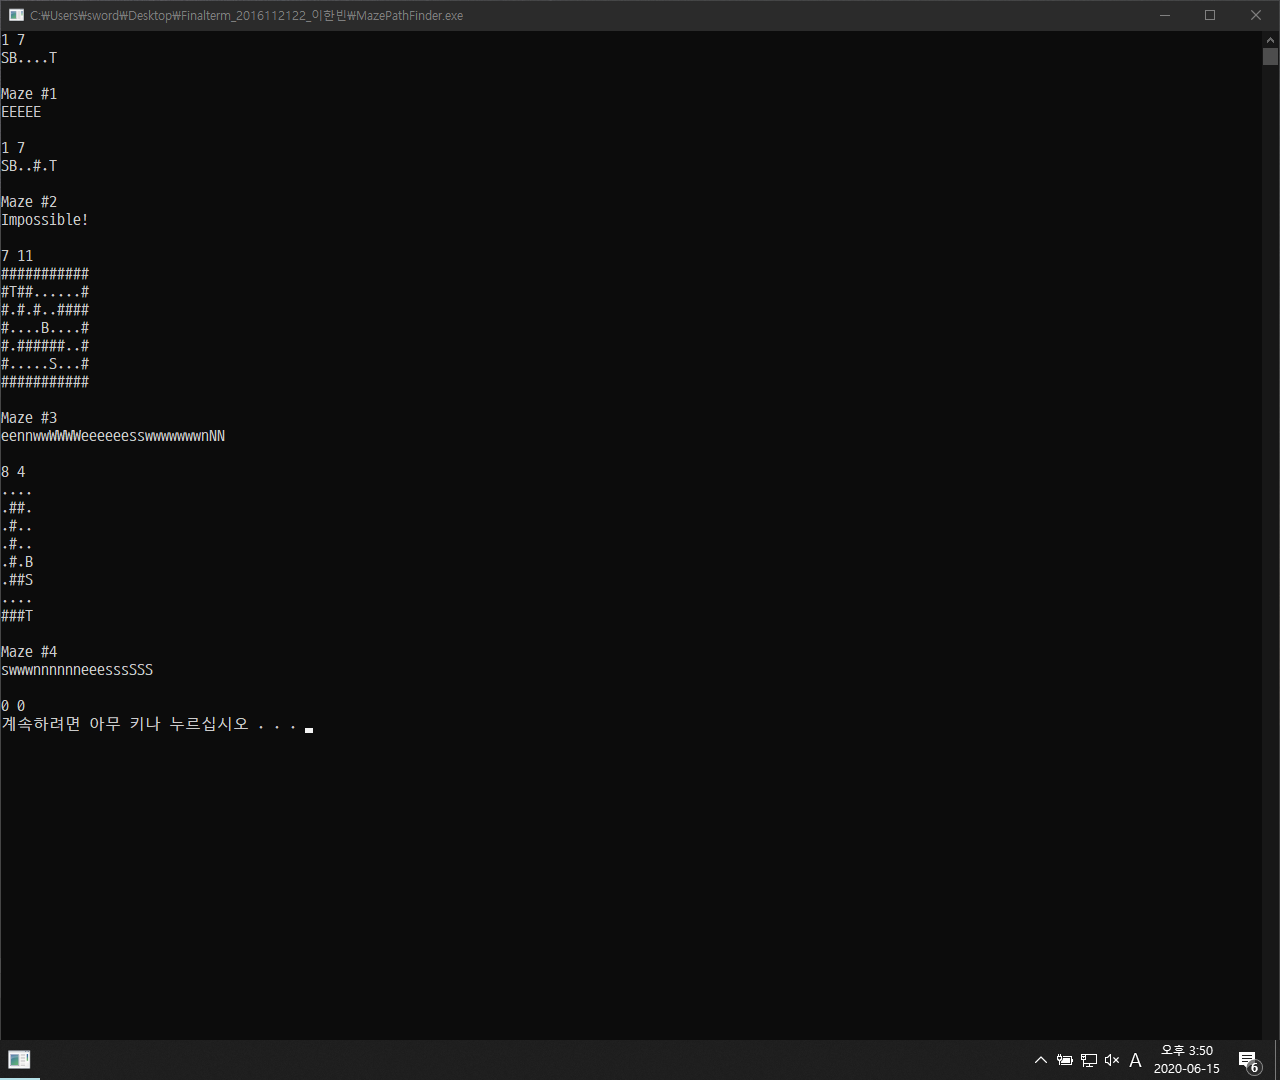 C:₩Users₩sword₩Desktop₩Finalterm_2016112122_이한빈₩MazePathFinder.exe
1 7
SB....T
Maze #1
EEEEE
1 7
SB..#.T
Maze #2
Impossible!
7 11
###########
#T##......#
#.#.#..####
#....B....#
#.######..#
#.....S...#
###########
Maze #3
eennwwWWWWeeeeeesswwwwwwwnNN
8 4
....
.##.
.#..
.#..
.#.B
.##S
....
###T
Maze #4
swwwnnnnnneeesssSSS
0 0
계속하려면 아무 키나 누르십시오 . . .
A
오후 3:50
2020-06-15
6